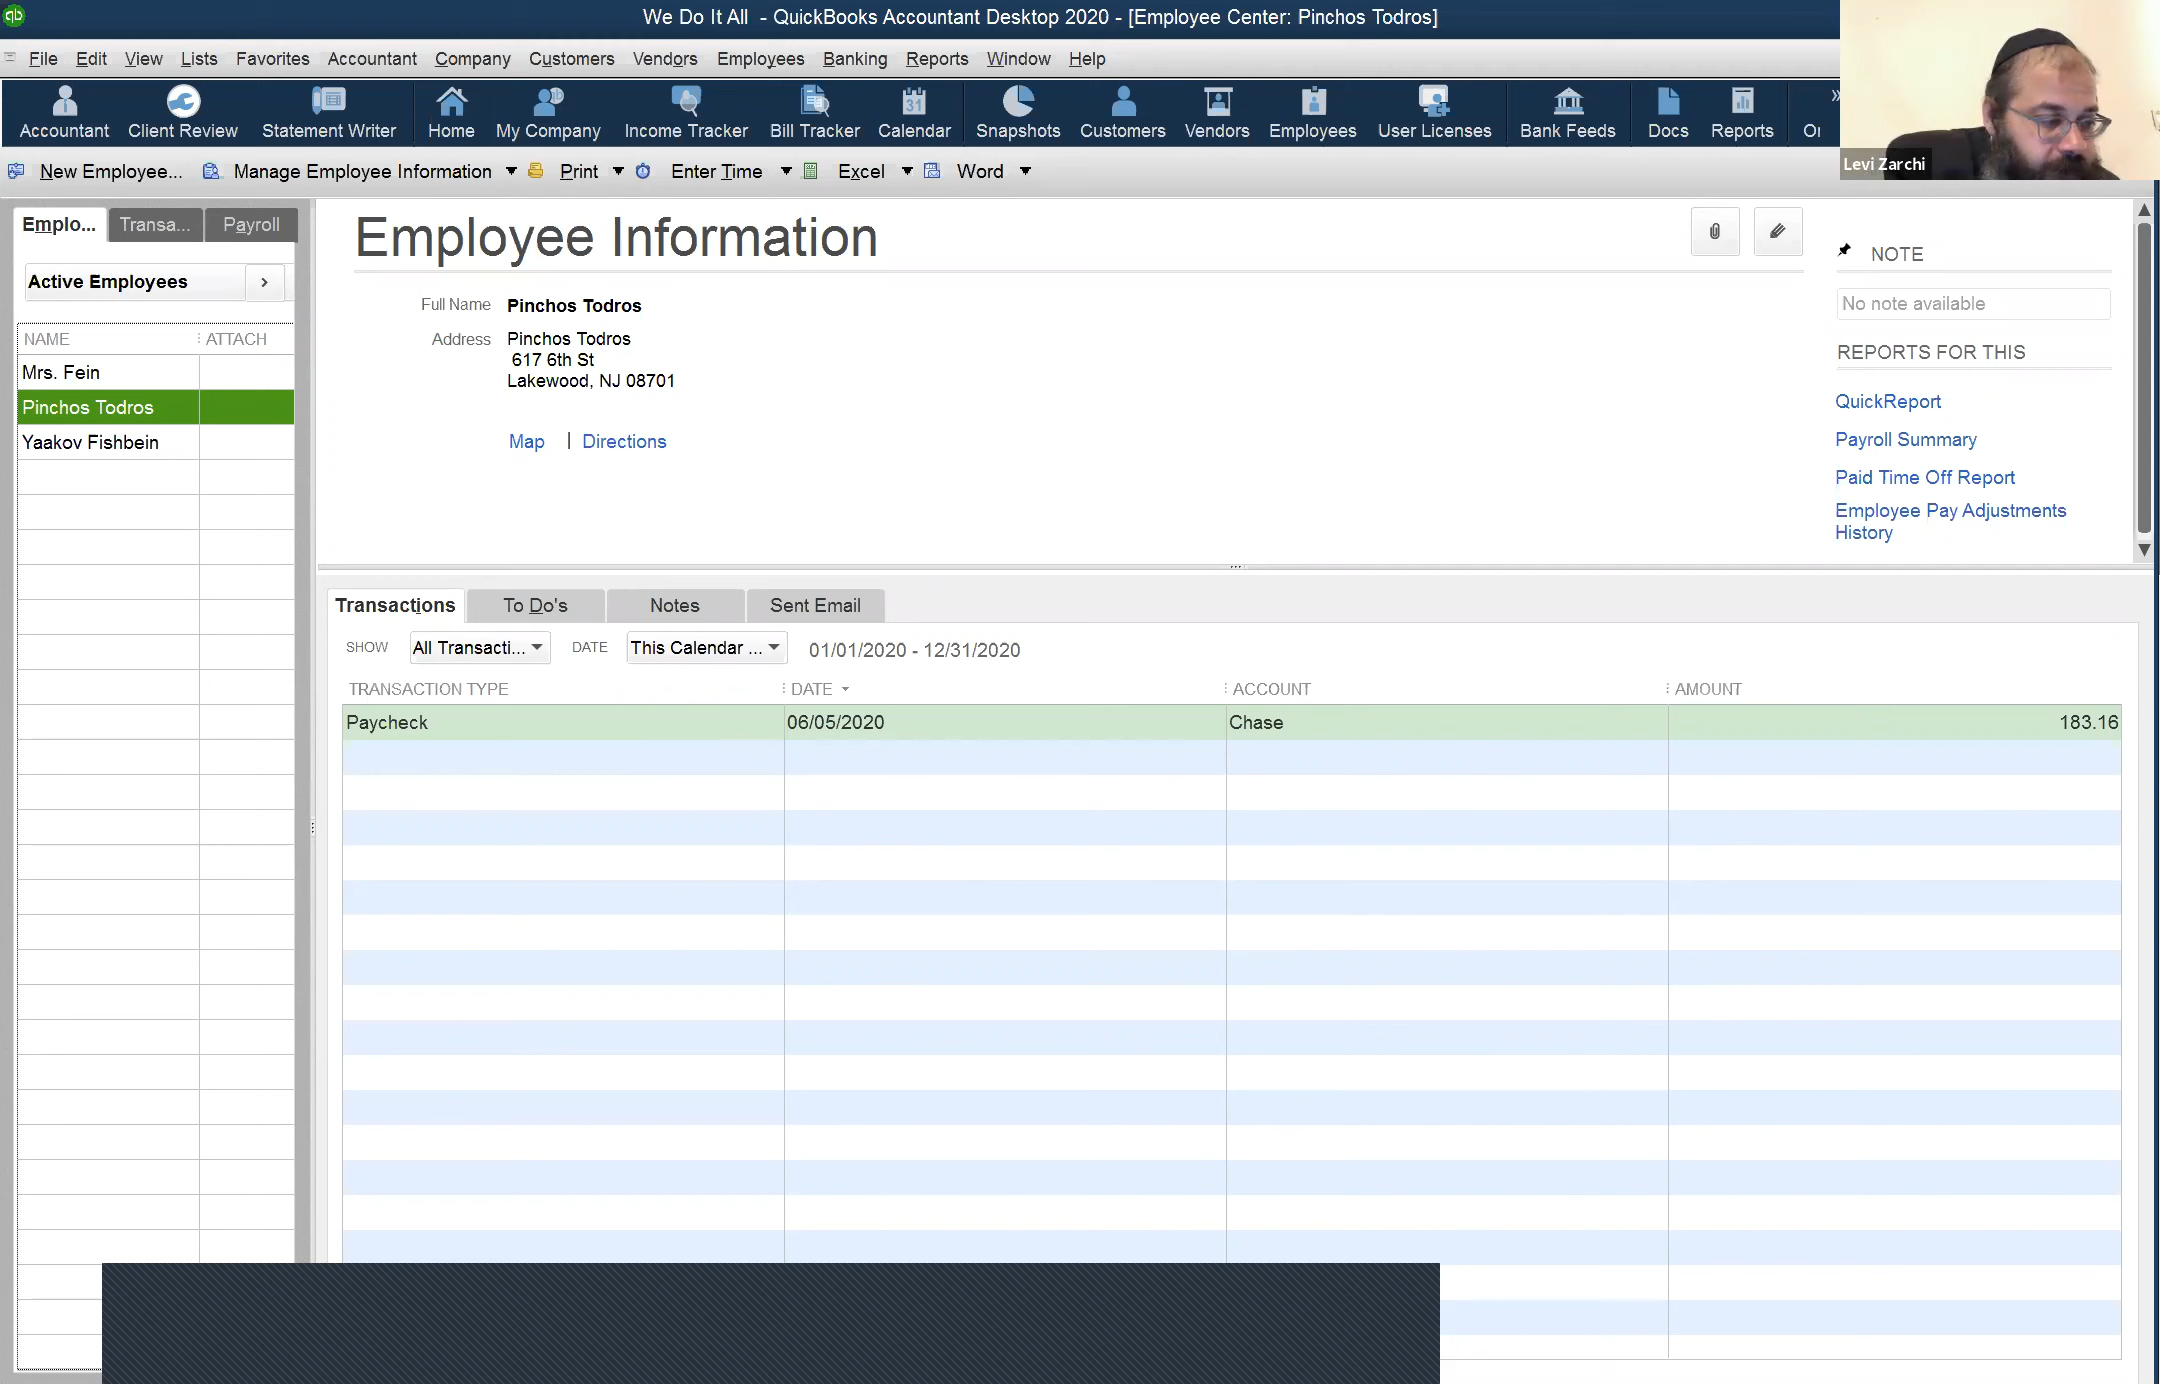 We Do It All  - QuickBooks Accountant Desktop 2020 - [Employee Center: Pinchos Todros]
File Edit View Lists Favorites Accountant Company Customers Vendors Employees Banking Reports Window Help
Accountant Client Review Statement Writer Home My Company Income Tracker Bill Tracker Calendar Snapshots Customers Vendors Employees User Licenses Bank Feeds Docs Reports
Levi Zarchi
New Employee... Manage Employee Information Print Enter Time Excel Word
Emplo... Transa... Payroll
Active Employees
NAME ATTACH
Mrs. Fein
Pinchos Todros
Yaakov Fishbein
Employee Information
Full Name Pinchos Todros
Address Pinchos Todros
617 6th St
Lakewood, NJ 08701
Map | Directions
NOTE
No note available
REPORTS FOR THIS
QuickReport
Payroll Summary
Paid Time Off Report
Employee Pay Adjustments
History
Transactions To Do's Notes Sent Email
SHOW All Transacti... DATE This Calendar ... 01/01/2020 - 12/31/2020
TRANSACTION TYPE DATE ACCOUNT AMOUNT
Paycheck 06/05/2020 Chase 183.16